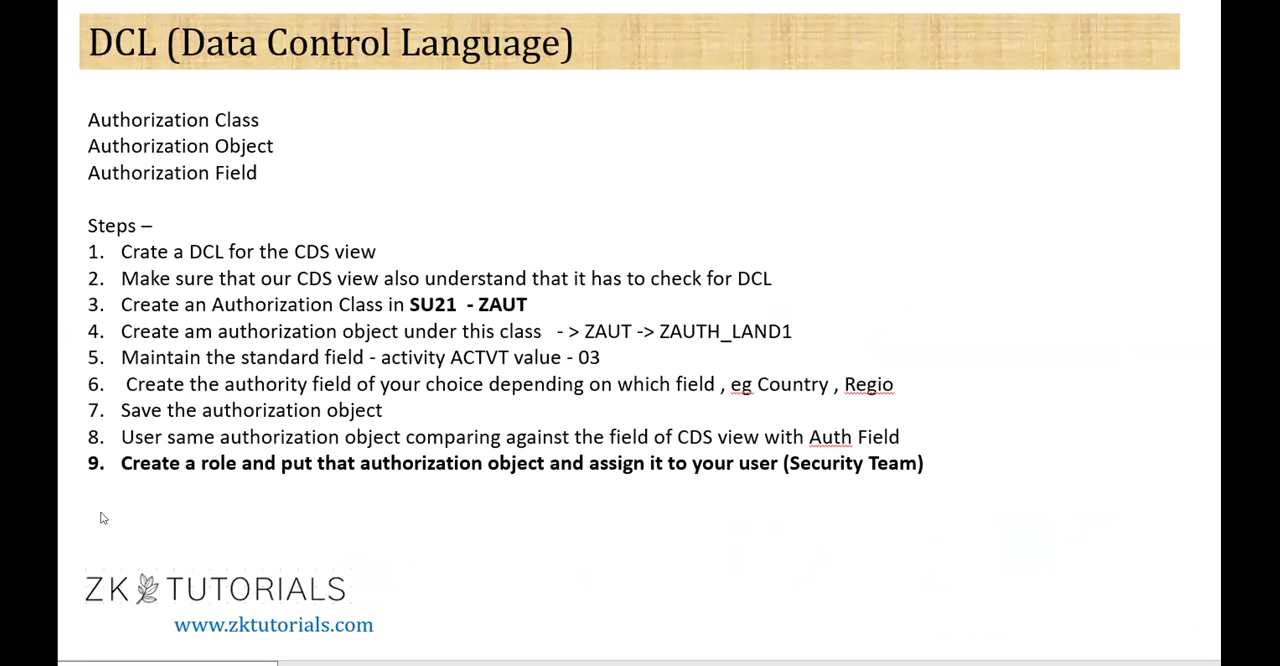 DCL (Data Control Language)
Authorization Class
Authorization Object
Authorization Field
Steps –
1. Crate a DCL for the CDS view
2. Make sure that our CDS view also understand that it has to check for DCL
3. Create an Authorization Class in SU21 - ZAUT
4. Create am authorization object under this class - > ZAUT -> ZAUTH_LAND1
5. Maintain the standard field - activity ACTVT value - 03
6. Create the authority field of your choice depending on which field , eg Country , Regio
7. Save the authorization object
8. User same authorization object comparing against the field of CDS view with Auth Field
9. Create a role and put that authorization object and assign it to your user (Security Team)
ZK TUTORIALS
www.zktutorials.com